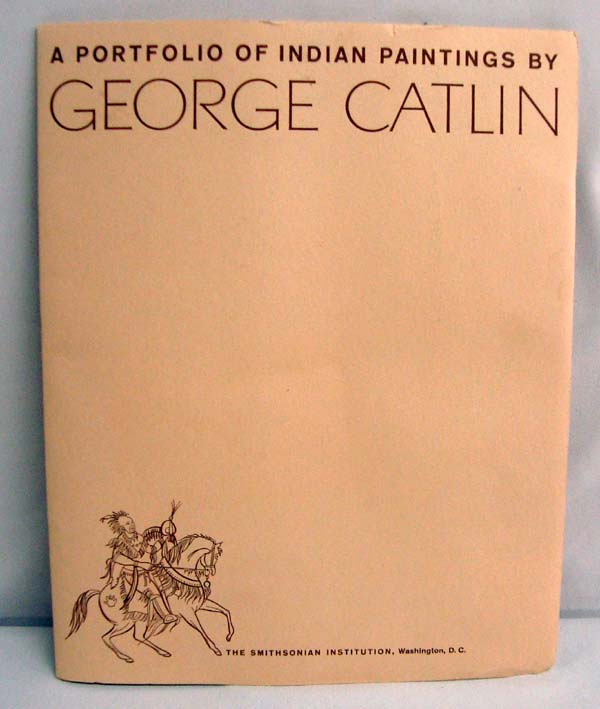 A PORTFOLIO OF INDIAN PAINTINGS BY
GEORGE CATLIN
THE SMITHSONIAN INSTITUTION, Washington, D. C.